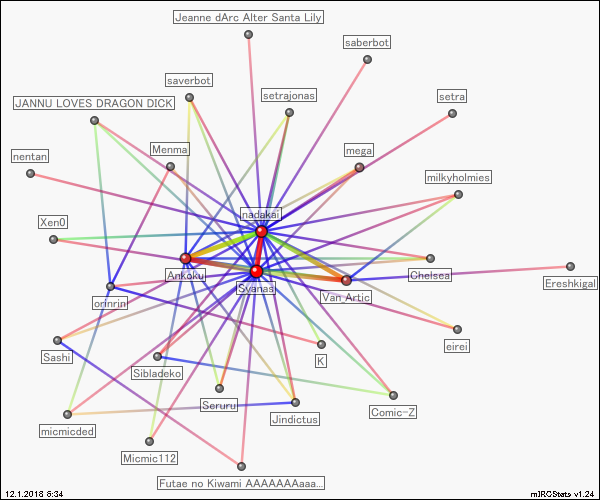 Jeanne dArc Alter Santa Lily
saberbot
saverbot
setrajonas
setra
JANNU LOVES DRAGON DICK
Menma
mega
nentan
milkyholmies
nadakai
Xen0
Ankoku
Svanas
Chelsea
Van Artic
Ereshkigal
orinrin
eirei
Sashi
K
Sibladeko
Seruru
Comic-Z
Jindictus
micmicded
Micmic112
Futae no Kiwami AAAAAAAaaa...
12.1.2018 8:34
mIRCStats v1.24